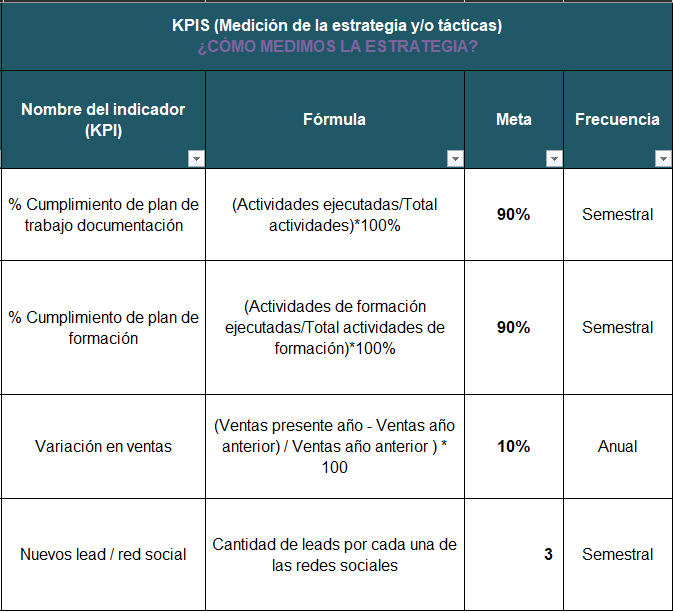 KPIS (Medición de la estrategia y/o tácticas)
¿CÓMO MEDIMOS LA ESTRATEGIA?
Nombre del indicador
(KPI)
Fórmula
Meta
Frecuencia
% Cumplimiento de plan de
trabajo documentación
(Actividades ejecutadas/Total
actividades)*100%
90%
Semestral
% Cumplimiento de plan de
formación
(Actividades de formación
ejecutadas/Total actividades de
formación)*100%
90%
Semestral
Variación en ventas
(Ventas presente año - Ventas año
anterior) / Ventas año anterior ) *
100
10%
Anual
Nuevos lead / red social
Cantidad de leads por cada una de
las redes sociales
3
Semestral